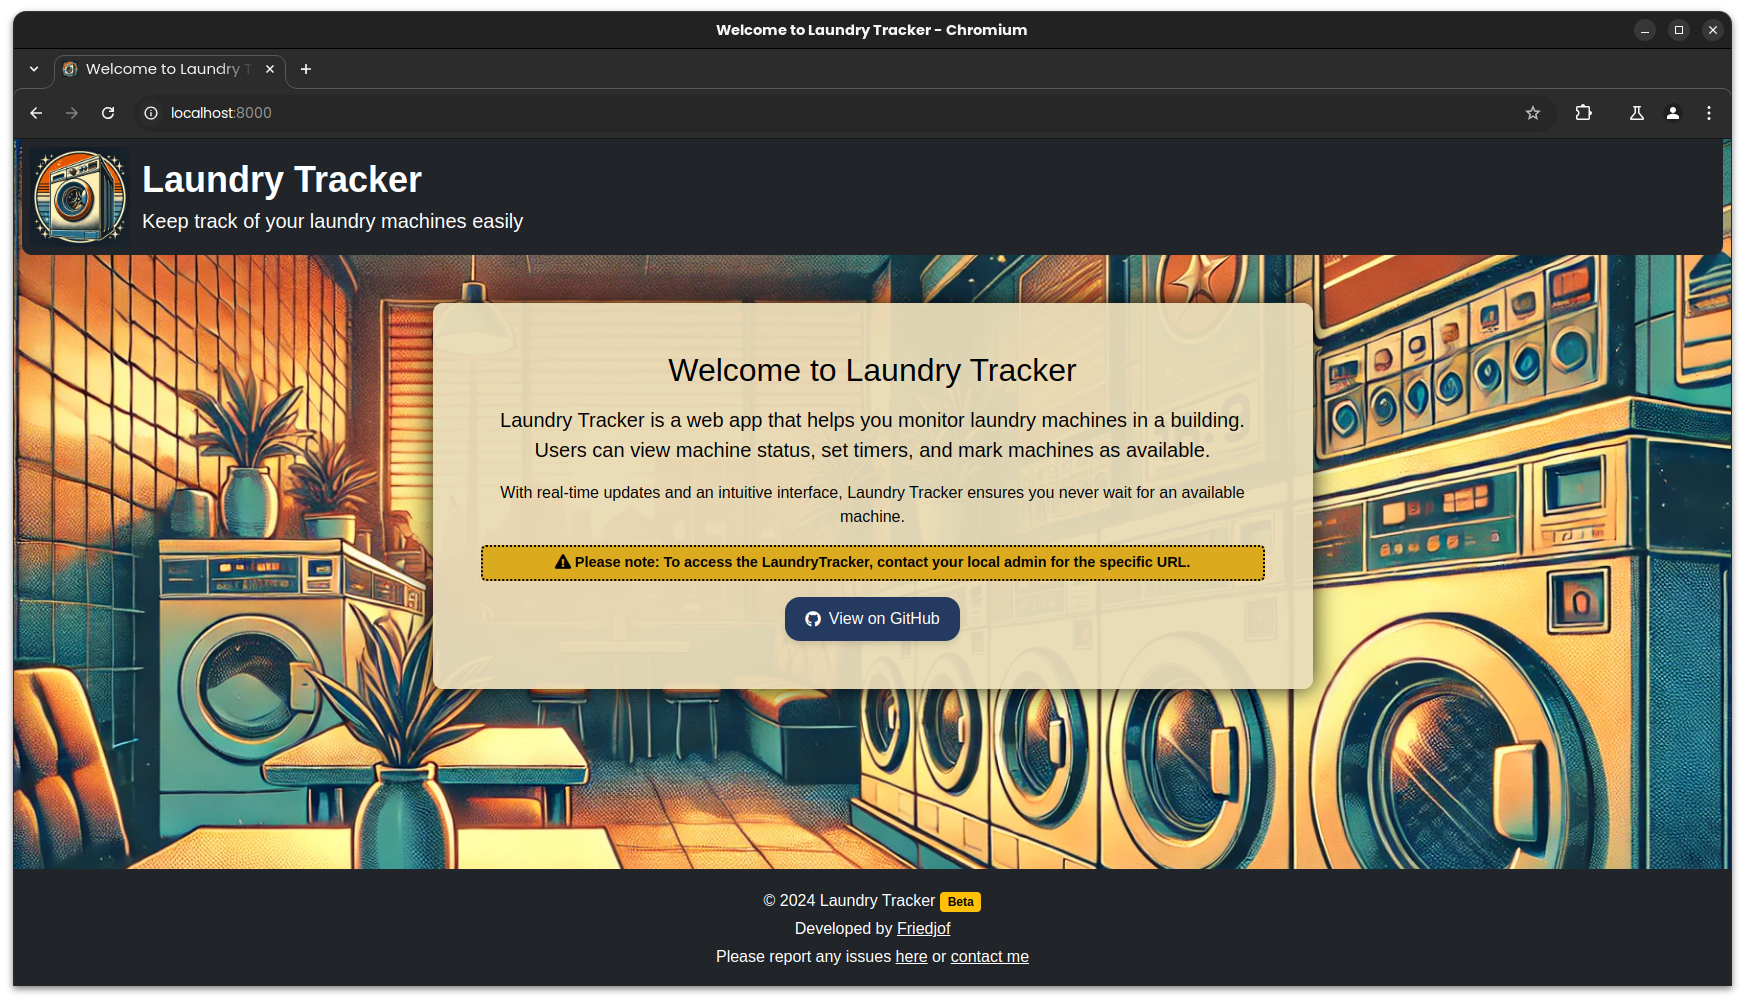 Welcome to Laundry Tracker - Chromium
Welcome to Laundry T
localhost:8000
Laundry Tracker
Keep track of your laundry machines easily
Welcome to Laundry Tracker
Laundry Tracker is a web app that helps you monitor laundry machines in a building.
Users can view machine status, set timers, and mark machines as available.
With real-time updates and an intuitive interface, Laundry Tracker ensures you never wait for an available
machine.
Please note: To access the LaundryTracker, contact your local admin for the specific URL.
View on GitHub
© 2024 Laundry Tracker Beta
Developed by Friedjof
Please report any issues here or contact me